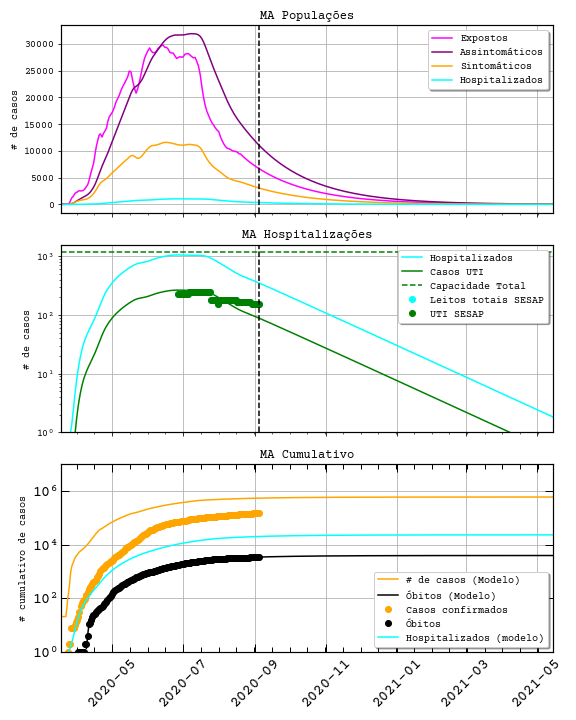 MA Populações
30000
25000
20000
15000
10000
5000
0
# de casos
Expostos
Assintomáticos
Sintomáticos
Hospitalizados
MA Hospitalizações
10³
10²
10¹
10⁰
# de casos
Hospitalizados
Casos UTI
Capacidade Total
Leitos totais SESAP
UTI SESAP
MA Cumulativo
10⁶
10⁴
10²
10⁰
# cumulativo de casos
# de casos (Modelo)
Óbitos (Modelo)
Casos confirmados
Óbitos
Hospitalizados (modelo)
2020-05
2020-07
2020-09
2020-11
2021-01
2021-03
2021-05